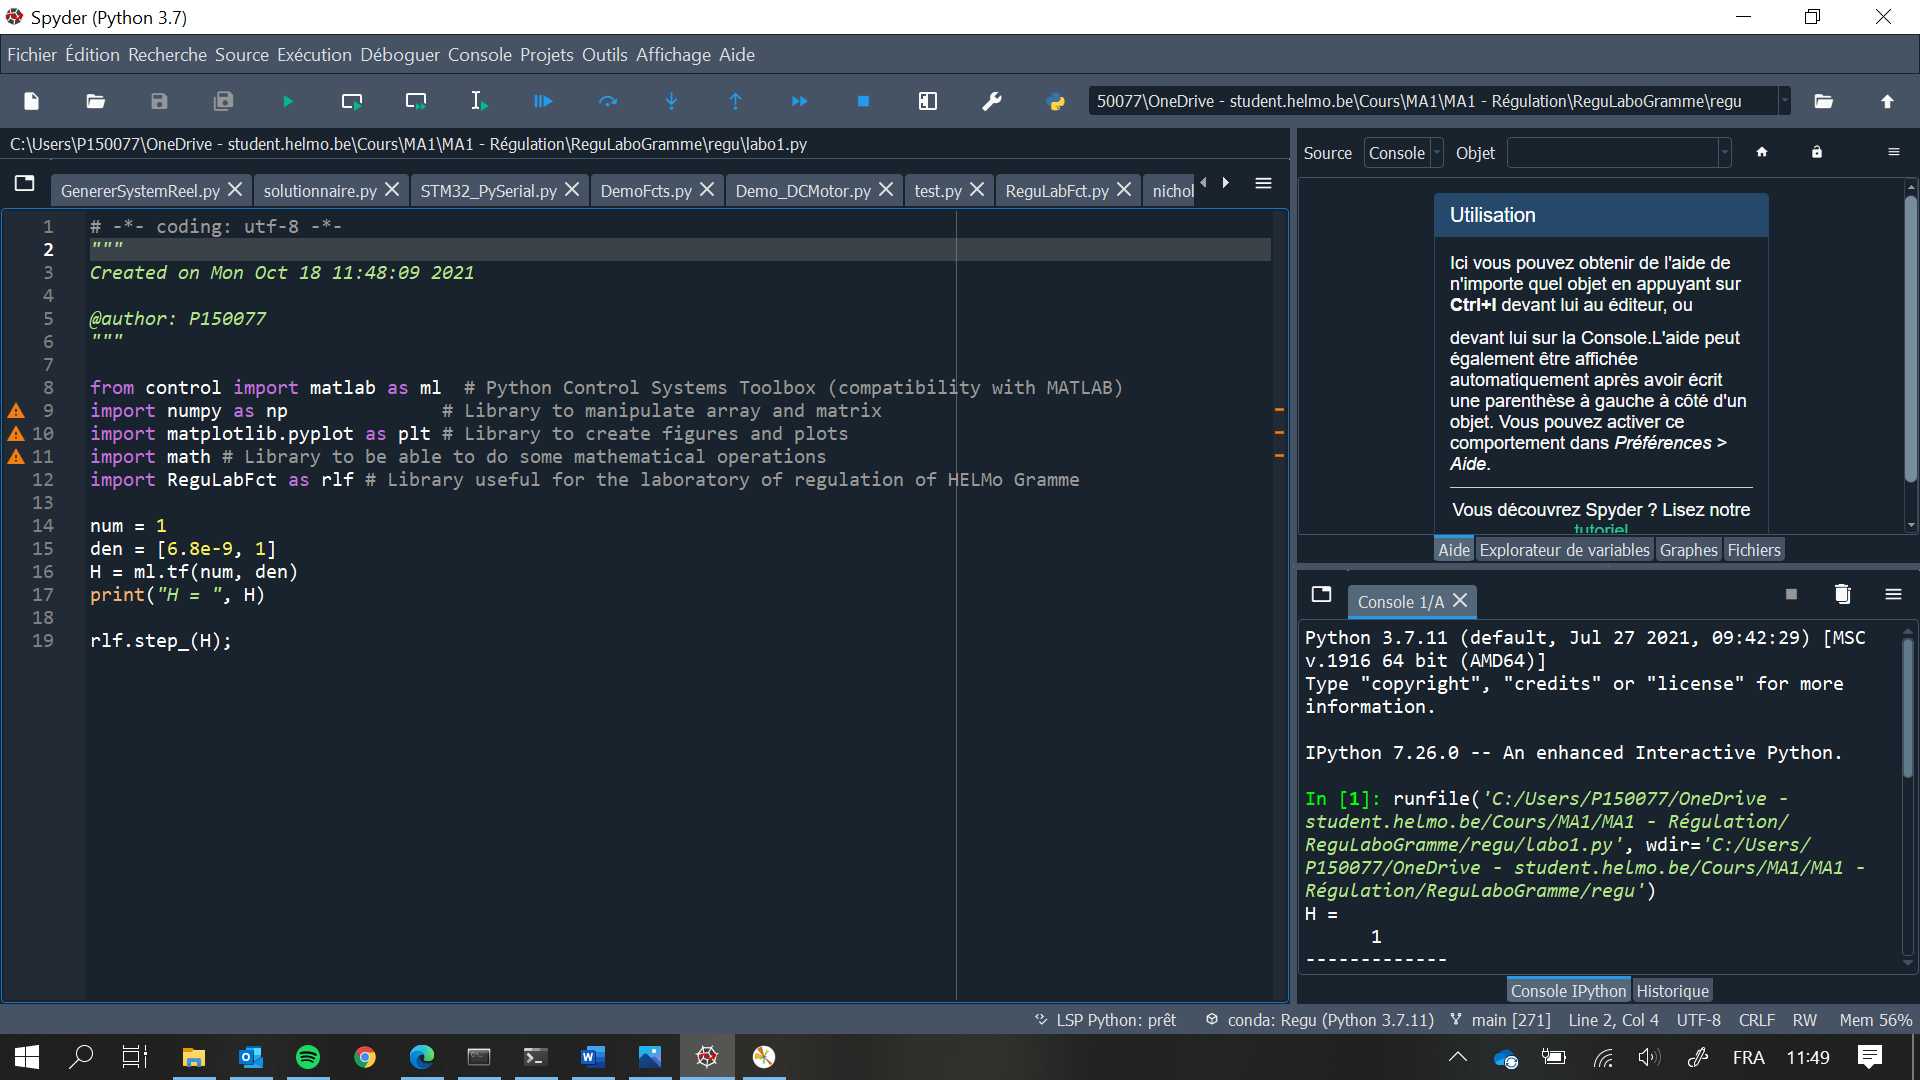 Spyder (Python 3.7)
Fichier Édition Recherche Source Exécution Déboguer Console Projets Outils Affichage Aide
50077\OneDrive - student.helmo.be\Cours\MA1\MA1 - Régulation\ReguLaboGramme\regu
C:\Users\P150077\OneDrive - student.helmo.be\Cours\MA1\MA1 - Régulation\ReguLaboGramme\regu\labo1.py
GenererSystemReel.py solutionnaire.py STM32_PySerial.py DemoFcts.py Demo_DCMotor.py test.py ReguLabFct.py nichol
1 # -*- coding: utf-8 -*-
2 """
3 Created on Mon Oct 18 11:48:09 2021
4
5 @author: P150077
6 """
7
8 from control import matlab as ml # Python Control Systems Toolbox (compatibility with MATLAB)
9 import numpy as np # Library to manipulate array and matrix
10 import matplotlib.pyplot as plt # Library to create figures and plots
11 import math # Library to be able to do some mathematical operations
12 import ReguLabFct as rlf # Library useful for the laboratory of regulation of HELMo Gramme
13
14 num = 1
15 den = [6.8e-9, 1]
16 H = ml.tf(num, den)
17 print("H = ", H)
18
19 rlf.step_(H);
Source Console Objet
Utilisation
Ici vous pouvez obtenir de l'aide de
n'importe quel objet en appuyant sur
Ctrl+I devant lui au éditeur, ou
devant lui sur la Console.L'aide peut
également être affichée
automatiquement après avoir écrit
une parenthèse à gauche à côté d'un
objet. Vous pouvez activer ce
comportement dans Préférences >
Aide.
Vous découvrez Spyder ? Lisez notre
tutoriel
Aide Explorateur de variables Graphes Fichiers
Console 1/A
Python 3.7.11 (default, Jul 27 2021, 09:42:29) [MSC
v.1916 64 bit (AMD64)]
Type "copyright", "credits" or "license" for more
information.
IPython 7.26.0 -- An enhanced Interactive Python.
In [1]: runfile('C:/Users/P150077/OneDrive -
student.helmo.be/Cours/MA1/MA1 - Régulation/
ReguLaboGramme/regu/labo1.py', wdir='C:/Users/
P150077/OneDrive - student.helmo.be/Cours/MA1/MA1 -
Régulation/ReguLaboGramme/regu')
H =
1
-------------
Console IPython Historique
LSP Python: prêt conda: Regu (Python 3.7.11) main [271] Line 2, Col 4 UTF-8 CRLF RW Mem 56%
FRA 11:49